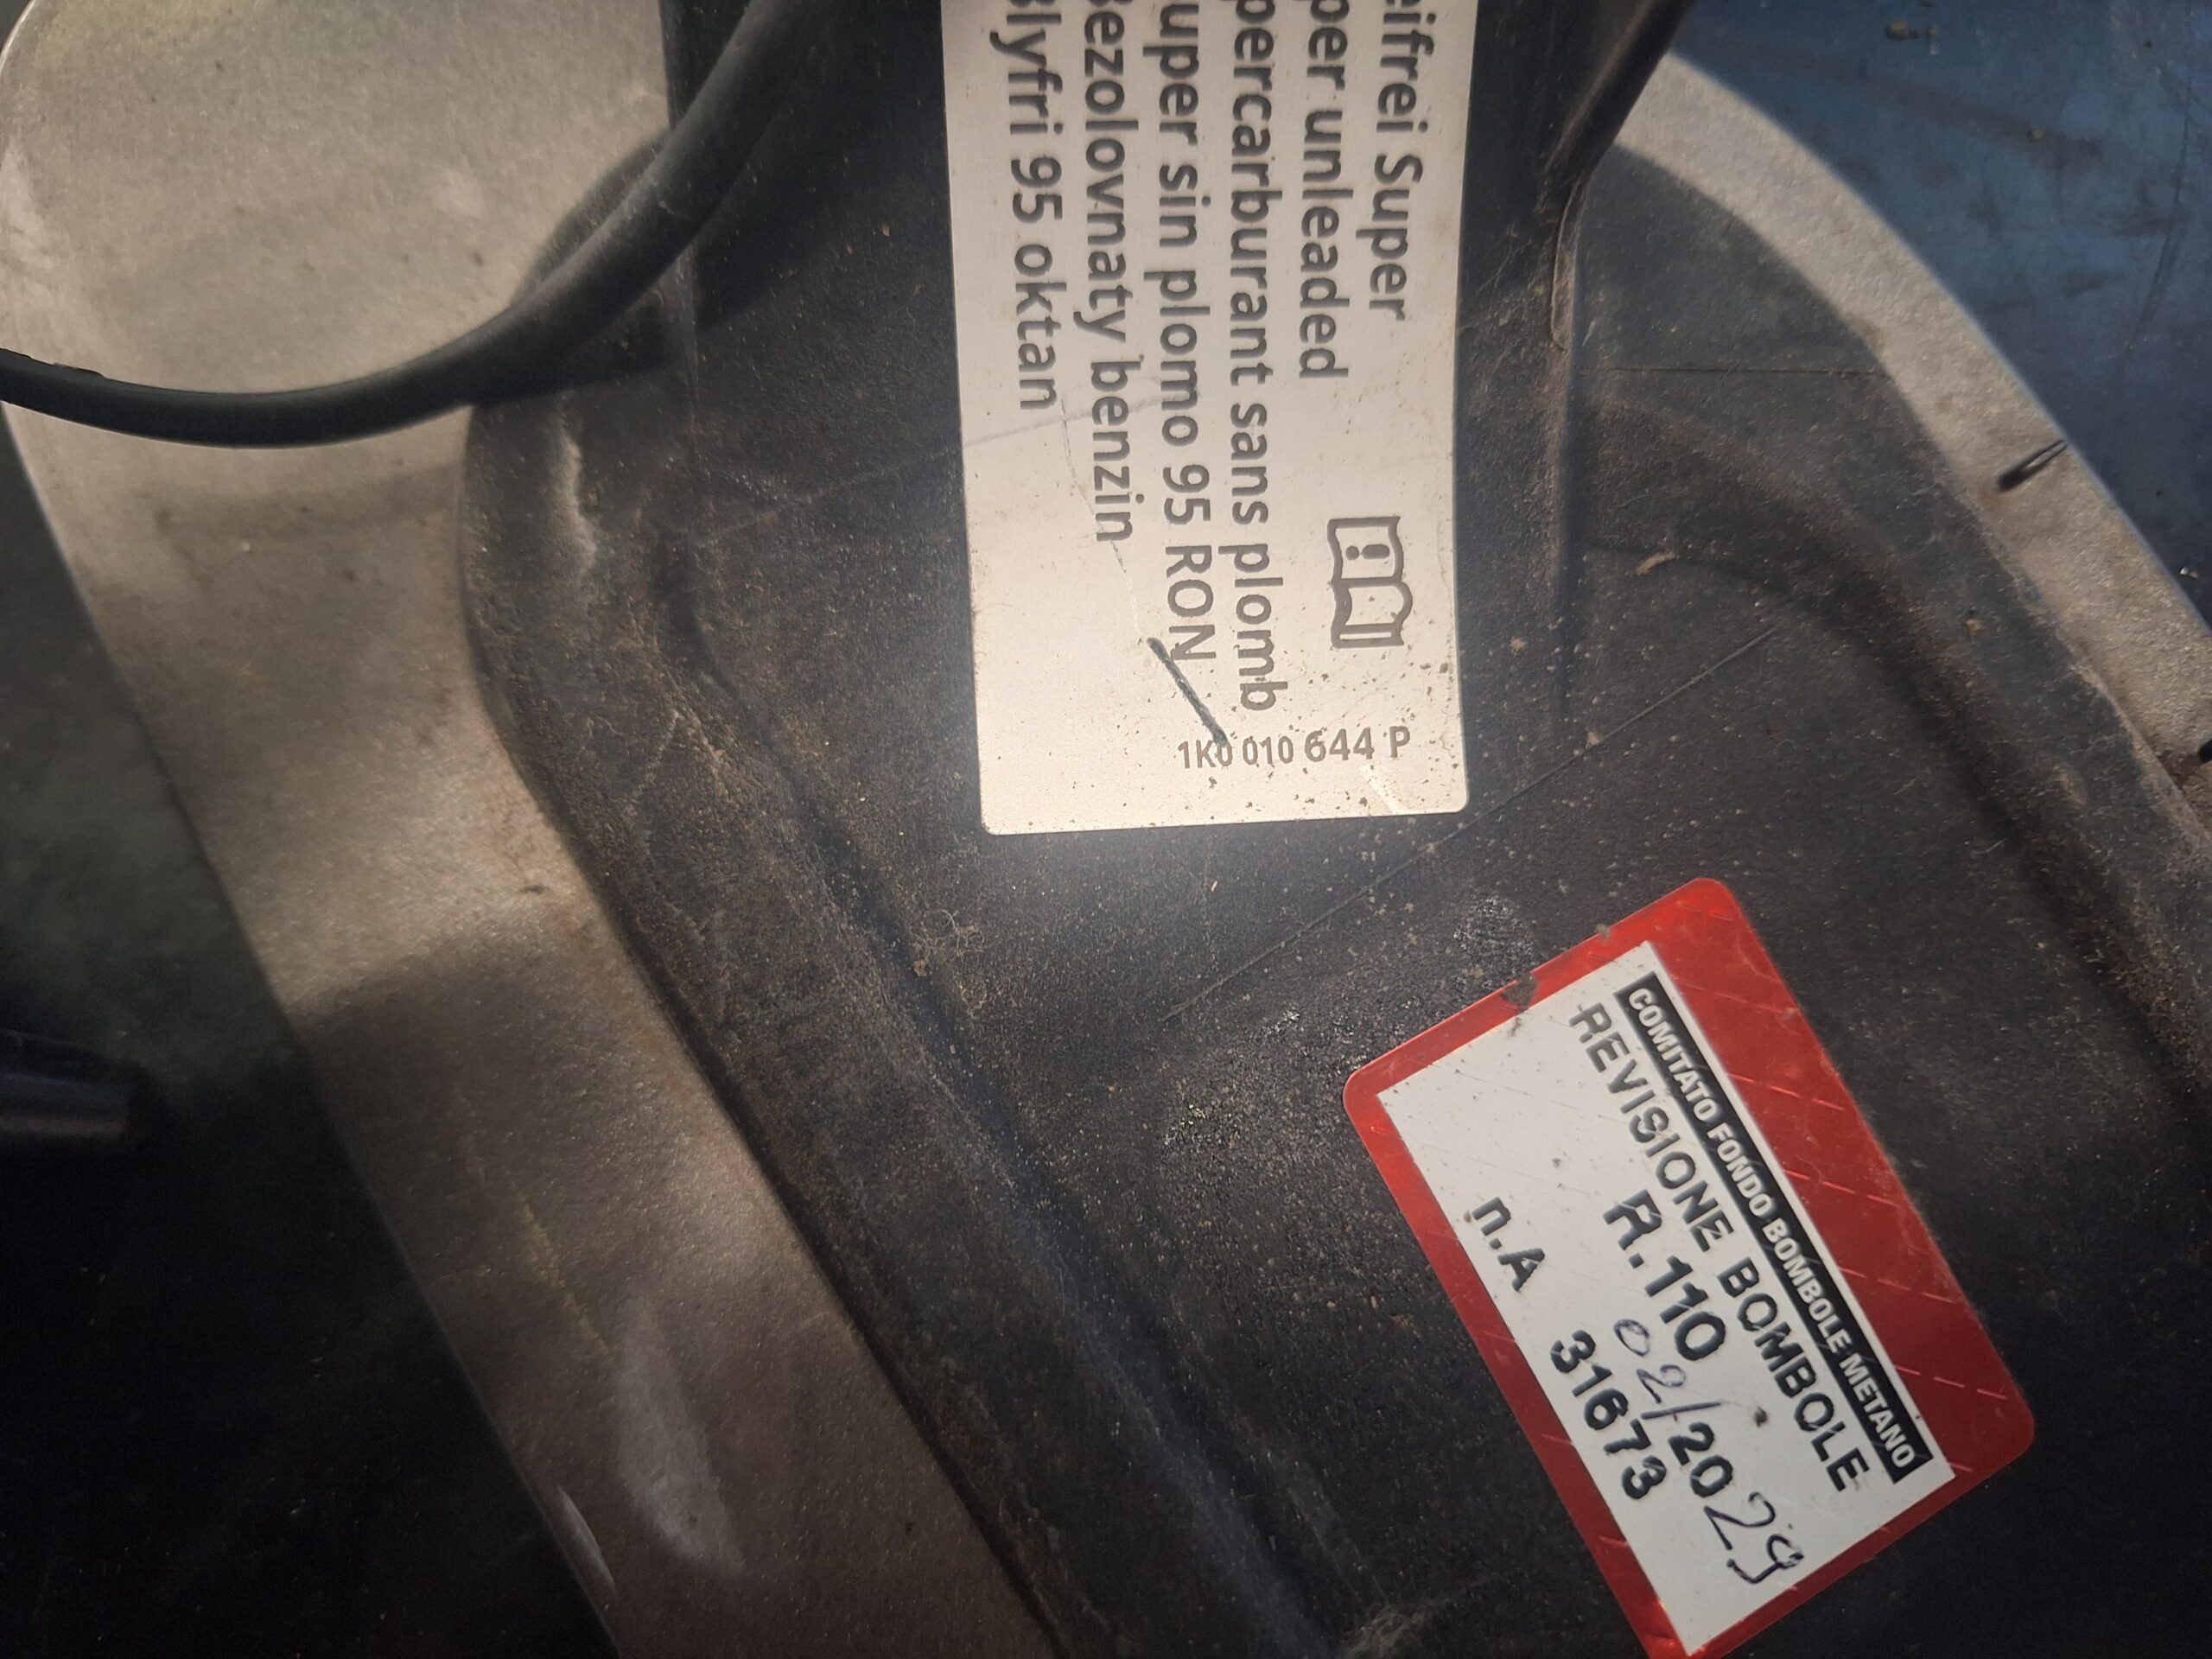 eifrei Super
per unleaded
percarburant sans plomb
uper sin plomo 95 RON
Bezolovnaty benzin
Blyfri 95 oktan
1K0 010 644 P
COMITATO FONDO BOMBOLE METANO
REVISIONE BOMBOLE
R.110
02/2029
n.A 31673